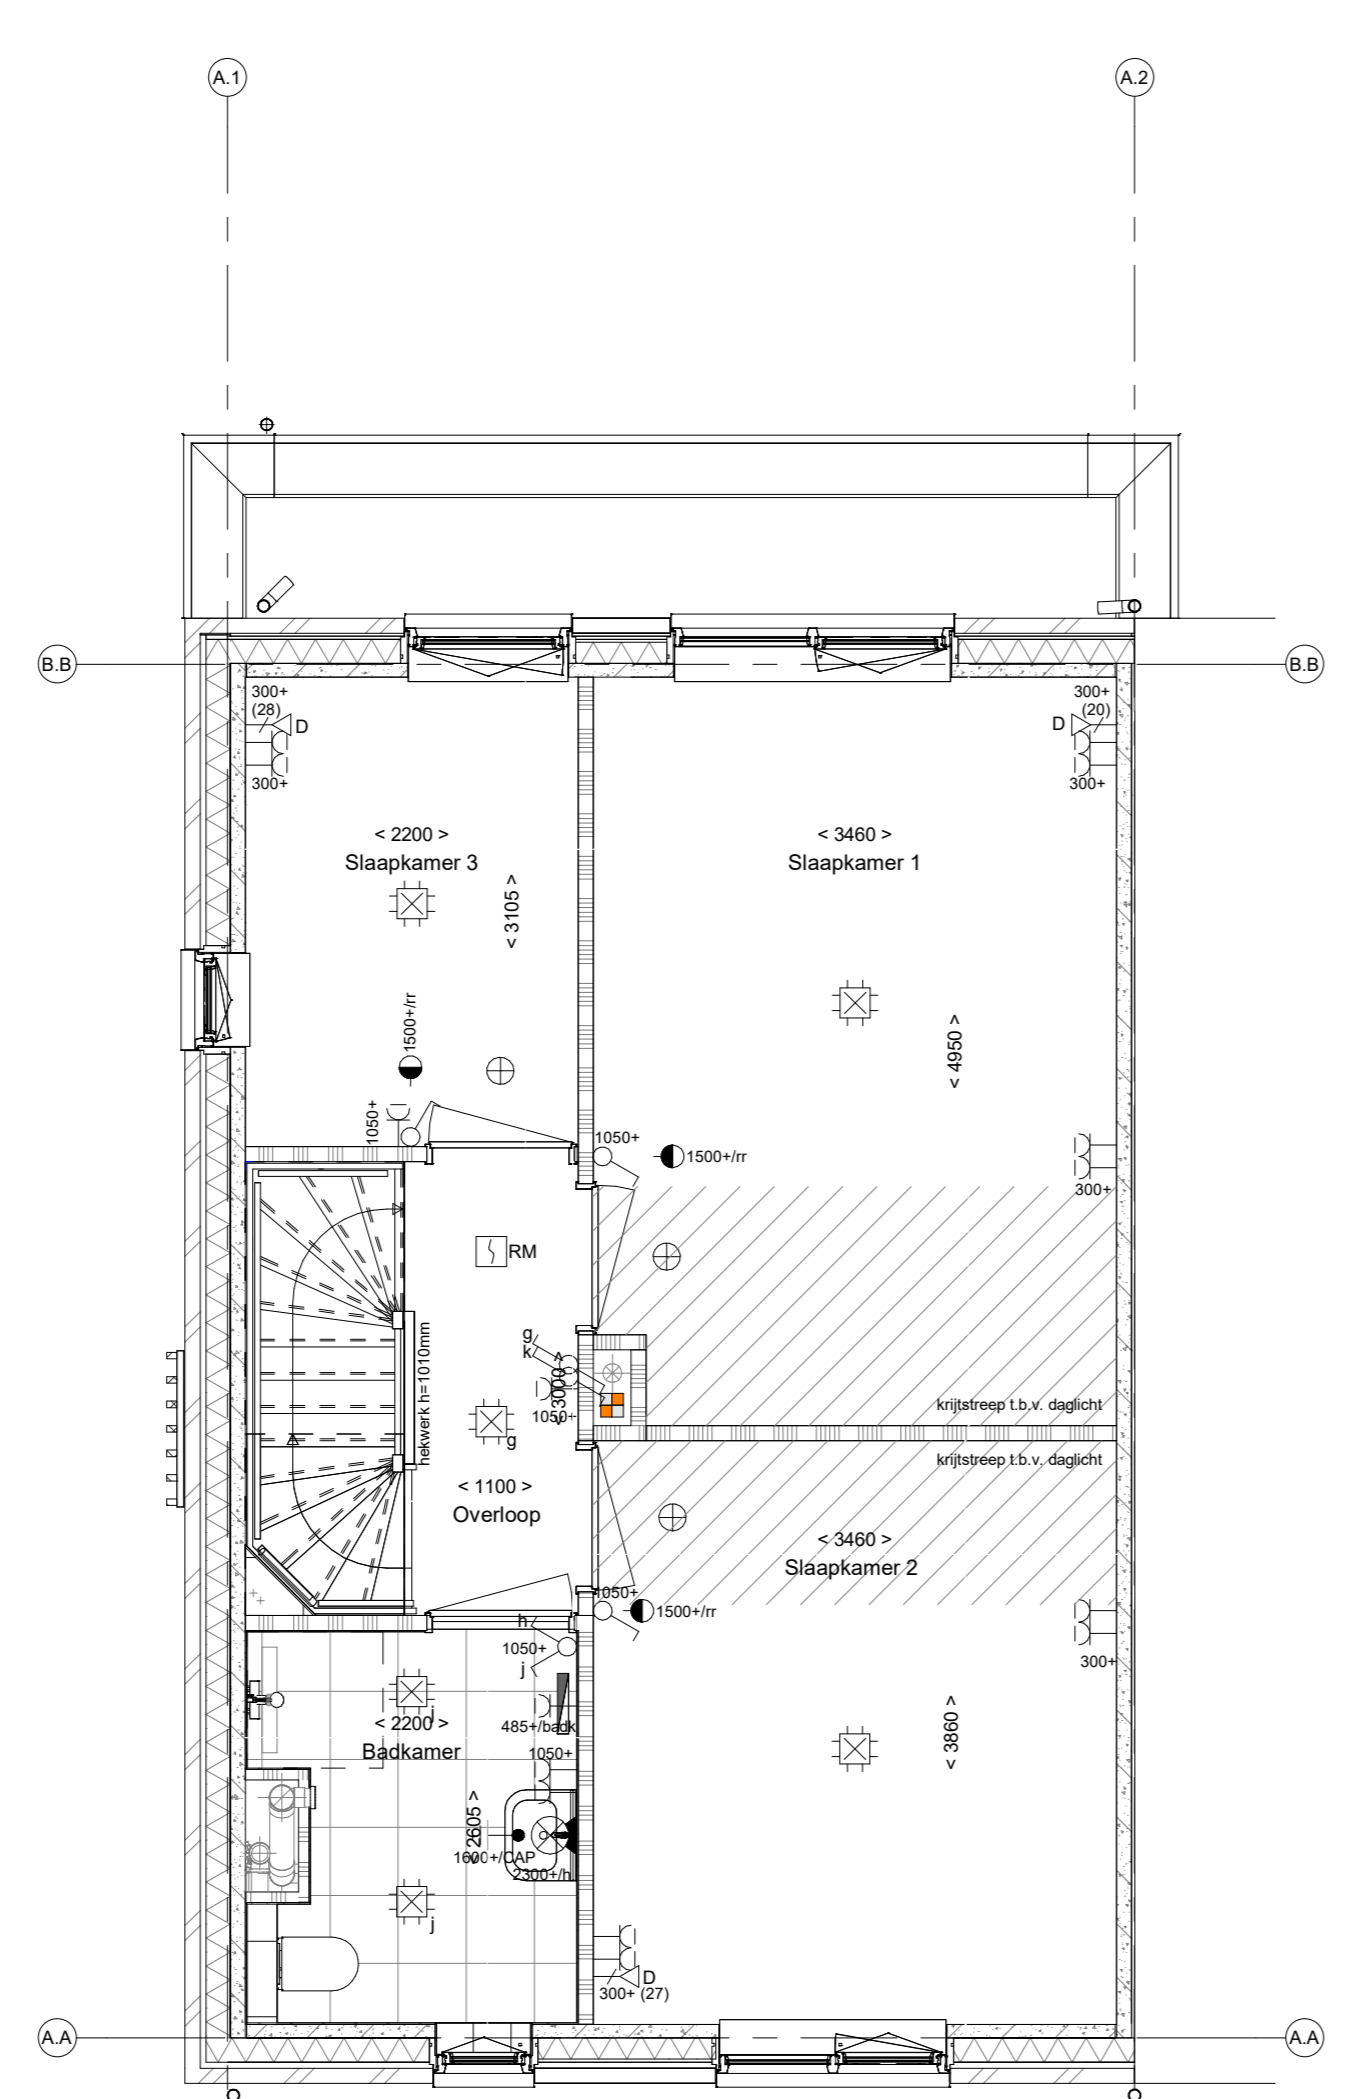 A.1
A.2
B.B
B.B
300+
(28)
D
300+
300+
(20)
D
300+
< 2200 >
Slaapkamer 3
< 3105 >
< 3460 >
Slaapkamer 1
< 4950 >
1500+/rr
1050+
1050+
1500+/rr
300+
RM
g
k
< 3000 >
1050+
hekwerk h=1010mm
g
krijtstreep t.b.v. daglicht
krijtstreep t.b.v. daglicht
< 1100 >
Overloop
< 3460 >
Slaapkamer 2
1050+
1500+/rr
h
1050+
j
300+
j
< 2200 >
Badkamer
485+/badk
1050+
< 3860 >
< 2605 >
1600+/CAP
2300+/h
j
D
300+ (27)
A.A
A.A